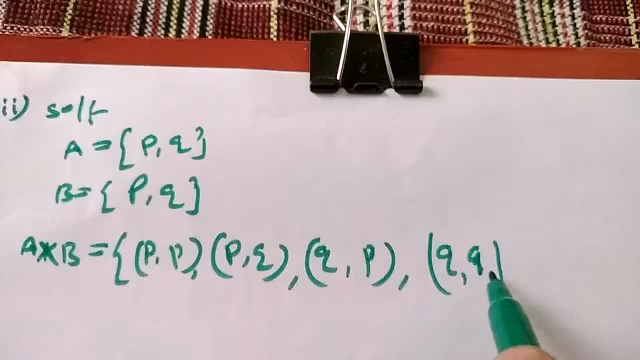 ii) sol^n
A = {p, q}
B = {p, q}
A×B = {(p, p), (p, q), (q, p), (q, q)